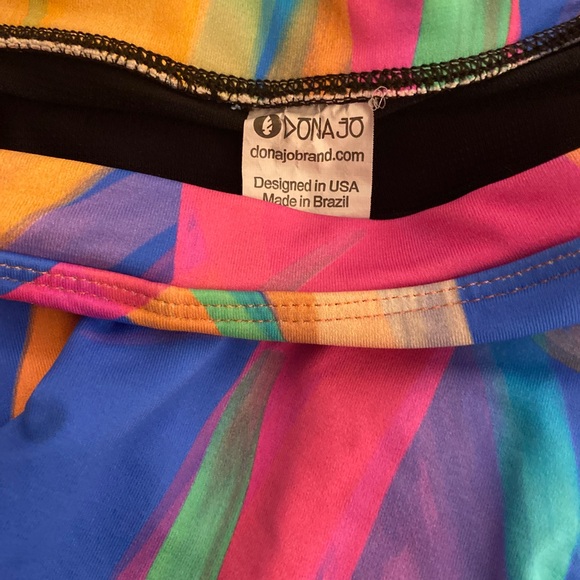 DONAJO
donajobrand.com
Designed in USA
Made in Brazil